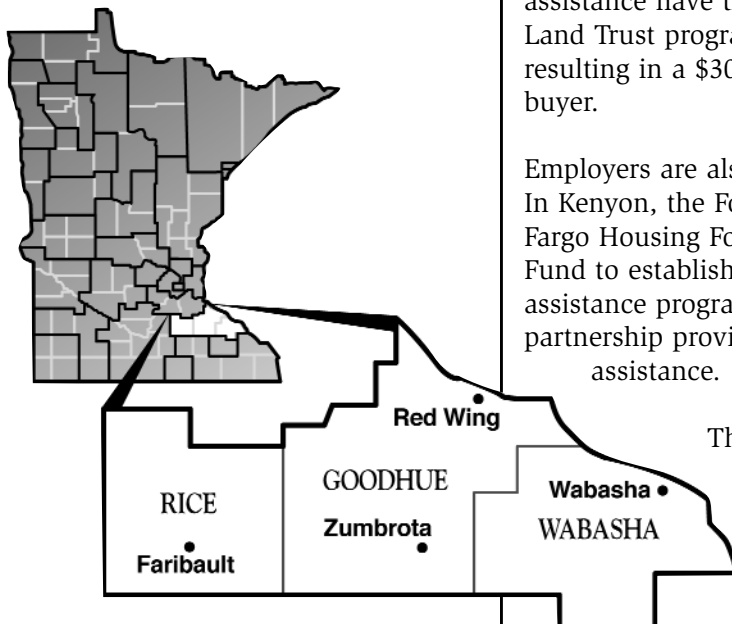 assistance have t
Land Trust progra
resulting in a $30
buyer.
Employers are als
In Kenyon, the Fo
Fargo Housing Fo
Fund to establish
assistance progra
partnership provi
assistance.
Th
Red Wing
GOODHUE
Wabasha
RICE
Zumbrota
WABASHA
Faribault